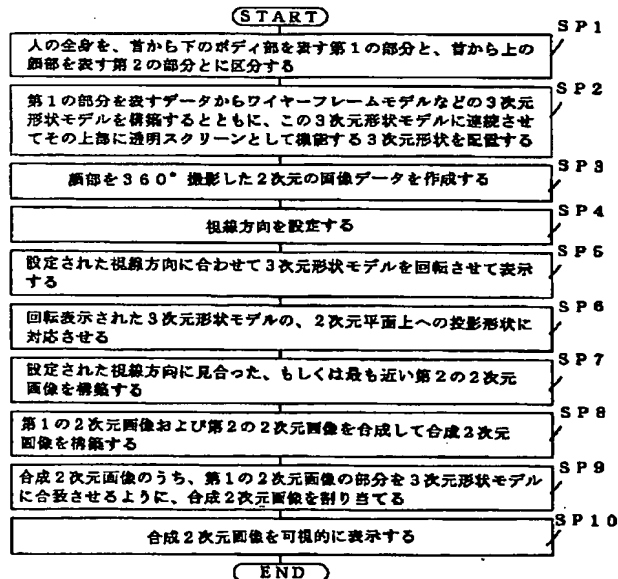 START
SP1
人の全身を、首から下のボディ部を表す第1の部分と、首から上の
顔部を表す第2の部分とに区分する
SP2
第1の部分を表すデータからワイヤーフレームモデルなどの3次元
形状モデルを構築するとともに、この3次元形状モデルに連続させ
てその上部に透明スクリーンとして機能する3次元形状を配置する
SP3
顔部を360°撮影した2次元の画像データを作成する
SP4
視線方向を設定する
SP5
設定された視線方向に合わせて3次元形状モデルを回転させて表示
する
SP6
回転表示された3次元形状モデルの、2次元平面上への投影形状に
対応させる
SP7
設定された視線方向に見合った、もしくは最も近い第2の2次元
画像を構築する
SP8
第1の2次元画像および第2の2次元画像を合成して合成2次元
画像を構築する
SP9
合成2次元画像のうち、第1の2次元画像の部分を3次元形状モデル
に合致させるように、合成2次元画像を割り当てる
SP10
合成2次元画像を可視的に表示する
END